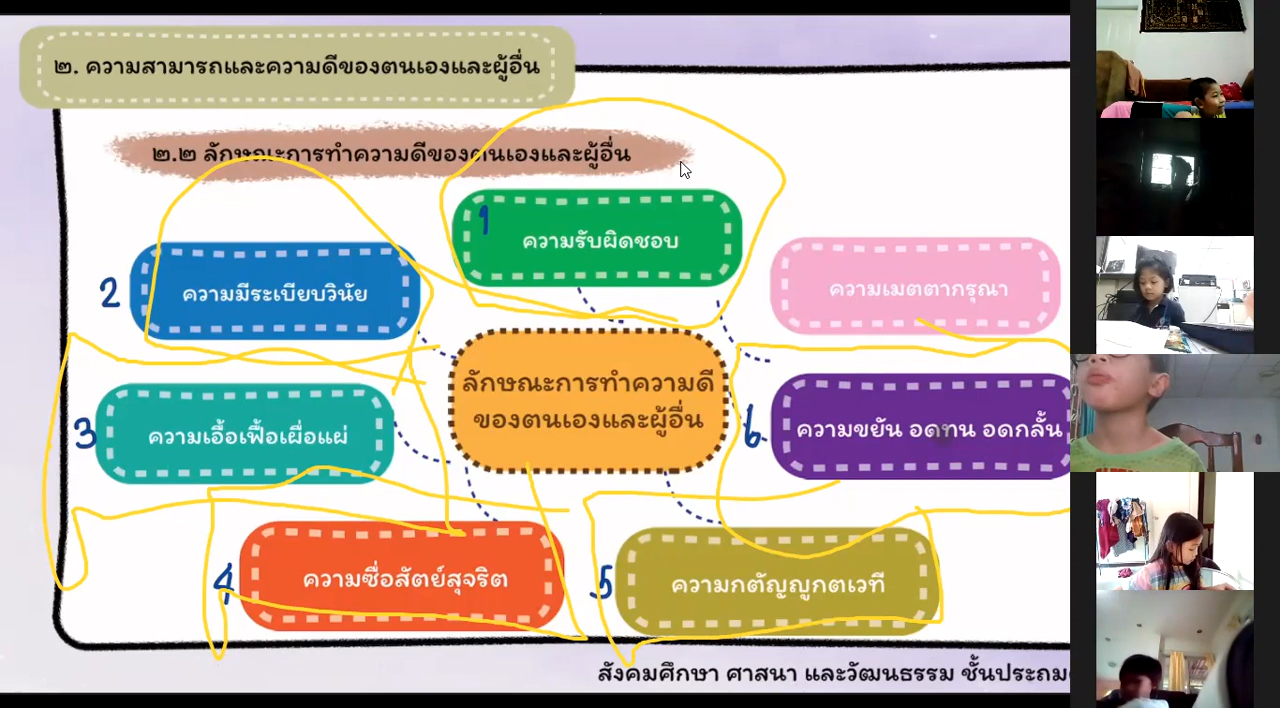 ๒. ความสามารถและความดีของตนเองและผู้อื่น
๒.๒ ลักษณะการทำความดีของตนเองและผู้อื่น
1
ความรับผิดชอบ
2
ความมีระเบียบวินัย
ความเมตตากรุณา
ลักษณะการทำความดี
ของตนเองและผู้อื่น
3
ความเอื้อเฟื้อเผื่อแผ่
6
ความขยัน อดทน อดกลั้น
4
ความซื่อสัตย์สุจริต
5
ความกตัญญูกตเวที
สังคมศึกษา ศาสนา และวัฒนธรรม ชั้นประถม